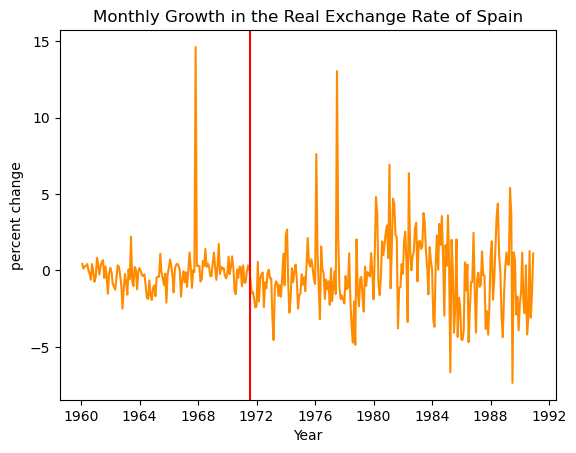 Monthly Growth in the Real Exchange Rate of Spain
15
10
5
0
−5
percent change
1960 1964 1968 1972 1976 1980 1984 1988 1992
Year